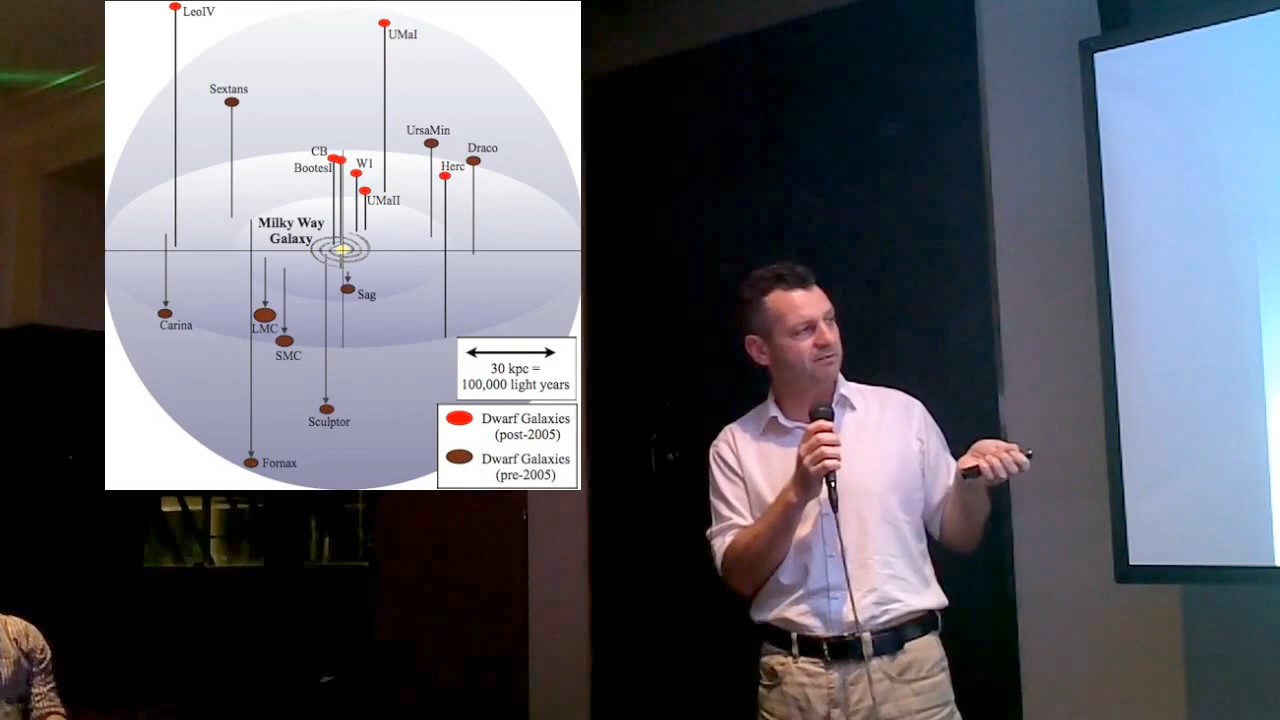 LeoIV
UMaI
Sextans
UrsaMin
CB
Draco
BootesI
W1
Herc
UMaII
Milky Way
Galaxy
Sag
Carina
LMC
SMC
30 kpc =
100,000 light years
Sculptor
Dwarf Galaxies
(post-2005)
Fornax
Dwarf Galaxies
(pre-2005)